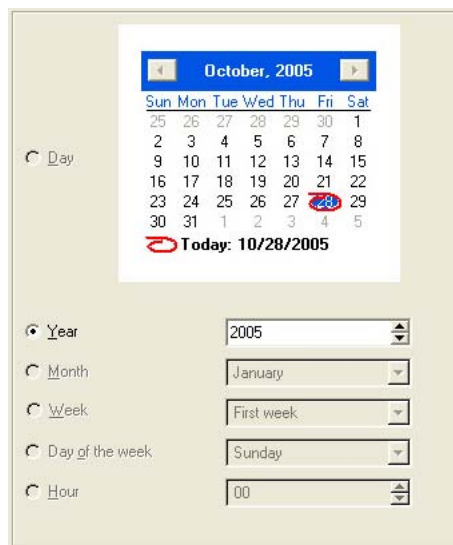 October, 2005
Sun Mon Tue Wed Thu Fri Sat
25 26 27 28 29 30 1
2 3 4 5 6 7 8
Day
9 10 11 12 13 14 15
16 17 18 19 20 21 22
23 24 25 26 27 28 29
30 31 1 2 3 4 5
Today: 10/28/2005
Year 2005
Month January
Week First week
Day of the week Sunday
Hour 00